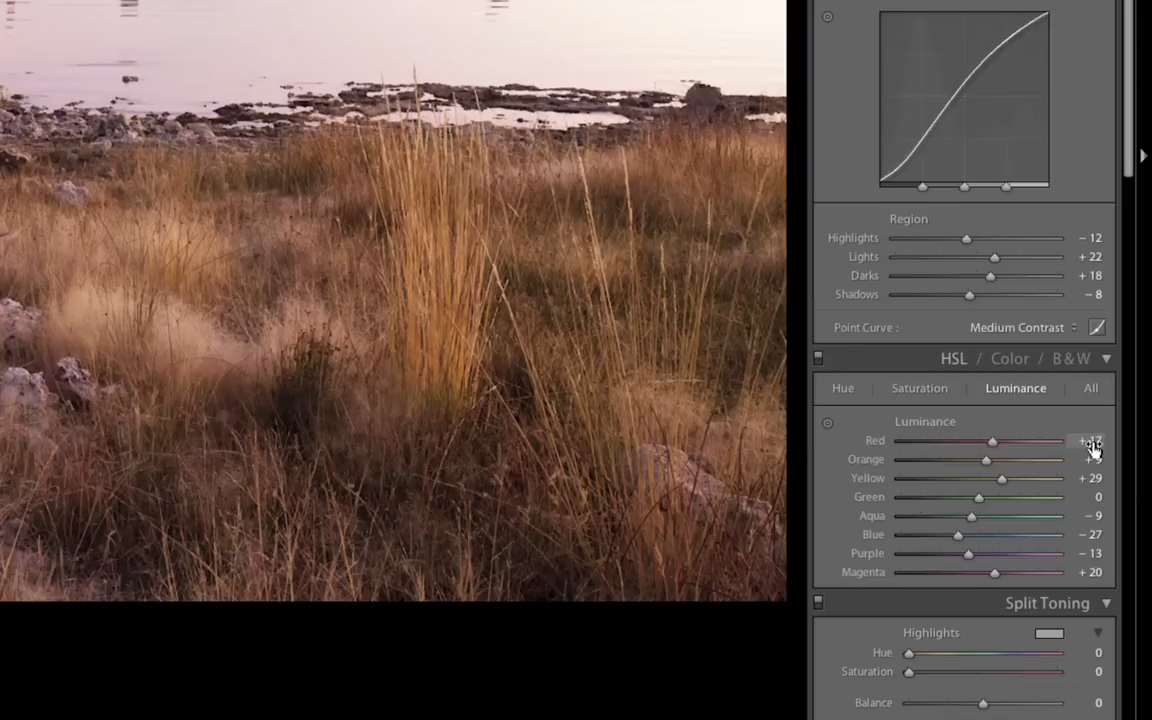 Region
Highlights − 12
Lights + 22
Darks + 18
Shadows − 8
Point Curve : Medium Contrast
HSL / Color / B & W
Hue Saturation Luminance All
Luminance
Red
Orange
Yellow + 29
Green 0
Aqua − 9
Blue − 27
Purple − 13
Magenta + 20
Split Toning
Highlights
Hue 0
Saturation 0
Balance 0